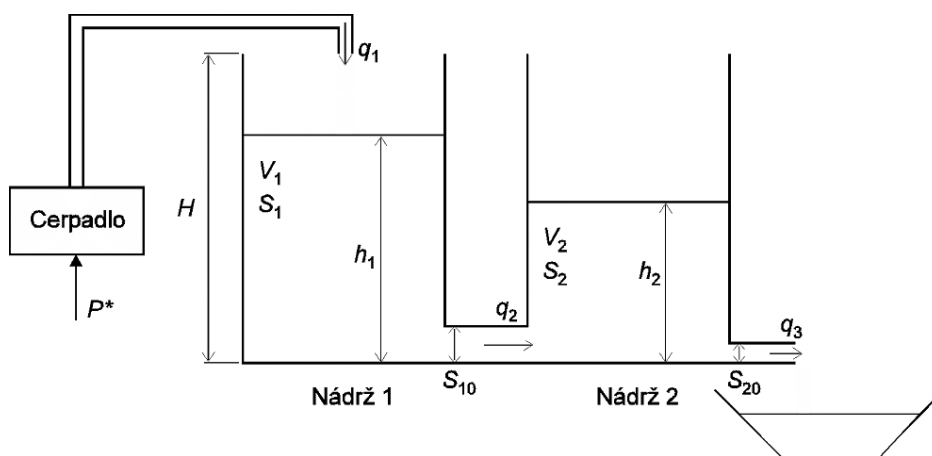 q1
H
V1
S1
Cerpadlo
h1
V2
S2
h2
P*
q2
q3
S10
S20
Nádrž 1
Nádrž 2